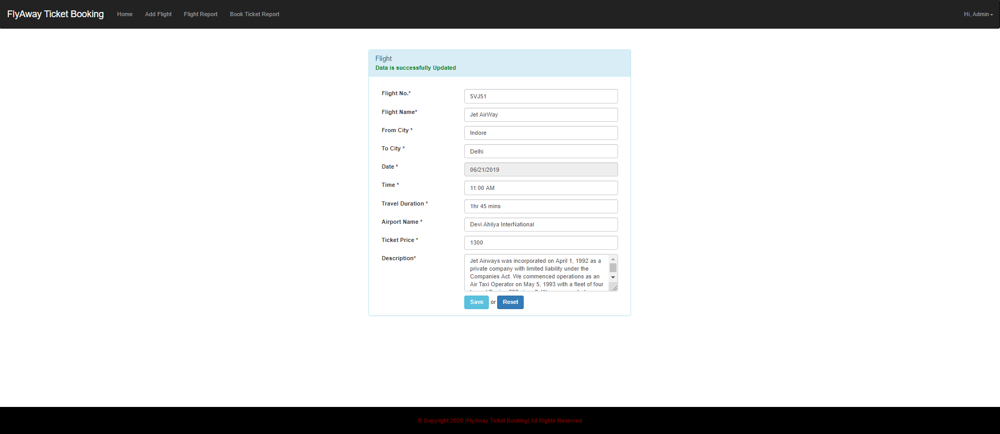 FlyAway Ticket Booking Home Add Flight Flight Report Book Ticket Report Hi, Admin
Flight
Data is successfully Updated
Flight No.* 5VJ51
Flight Name* Jet AirWay
From City * Indore
To City * Delhi
Date * 06/21/2019
Time * 11:00 AM
Travel Duration * 1hr 45 mins
Airport Name * Devi Ahilya InterNational
Ticket Price * 1300
Description* Jet Airways was incorporated on April 1, 1992 as a
private company with limited liability under the
Companies Act. We commenced operations as an
Air Taxi Operator on May 5, 1993 with a fleet of four
Save or Reset
© Copyright 2020 |FlyAway Ticket Booking| All Rights Reserved